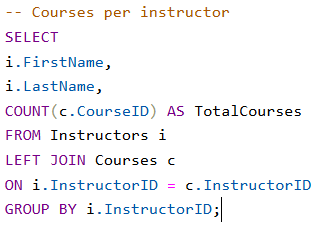 -- Courses per instructor
SELECT
i.FirstName,
i.LastName,
COUNT(c.CourseID) AS TotalCourses
FROM Instructors i
LEFT JOIN Courses c
ON i.InstructorID = c.InstructorID
GROUP BY i.InstructorID;